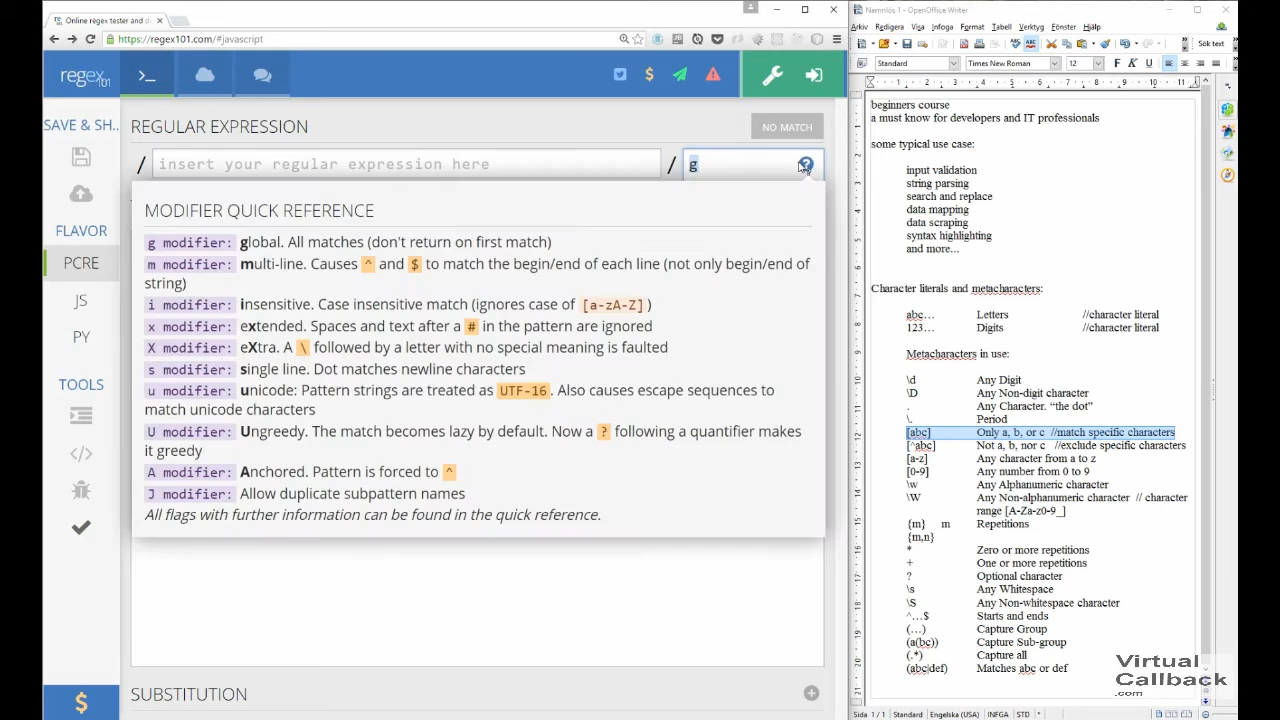 Online regex tester and d
https://regex101.com/#javascript
regex101
SAVE & SH..
FLAVOR
PCRE
JS
PY
TOOLS
$
REGULAR EXPRESSION
NO MATCH
/ insert your regular expression here / g
MODIFIER QUICK REFERENCE
g modifier: global. All matches (don't return on first match)
m modifier: multi-line. Causes ^ and $ to match the begin/end of each line (not only begin/end of
string)
i modifier: insensitive. Case insensitive match (ignores case of [a-zA-Z] )
x modifier: extended. Spaces and text after a # in the pattern are ignored
X modifier: eXtra. A \ followed by a letter with no special meaning is faulted
s modifier: single line. Dot matches newline characters
u modifier: unicode: Pattern strings are treated as UTF-16. Also causes escape sequences to
match unicode characters
U modifier: Ungreedy. The match becomes lazy by default. Now a ? following a quantifier makes
it greedy
A modifier: Anchored. Pattern is forced to ^
J modifier: Allow duplicate subpattern names
All flags with further information can be found in the quick reference.
SUBSTITUTION
Namnlös 1 - OpenOffice Writer
Arkiv Redigera Visa Infoga Format Tabell Verktyg Fönster Hjälp
Sök text
Standard Times New Roman 12 F K U
1 2 3 4 5 6 7 8 9 10 11
beginners course
a must know for developers and IT professionals
some typical use case:
input validation
string parsing
search and replace
data mapping
data scraping
syntax highlighting
and more...
Character literals and metacharacters:
abc… Letters //character literal
123… Digits //character literal
Metacharacters in use:
\d Any Digit
\D Any Non-digit character
. Any Character. “the dot”
\. Period
[abc] Only a, b, or c //match specific characters
[^abc] Not a, b, nor c //exclude specific characters
[a-z] Any character from a to z
[0-9] Any number from 0 to 9
\w Any Alphanumeric character
\W Any Non-alphanumeric character // character
range [A-Za-z0-9_]
{m} m Repetitions
{m,n}
* Zero or more repetitions
+ One or more repetitions
? Optional character
\s Any Whitespace
\S Any Non-whitespace character
^…$ Starts and ends
(…) Capture Group
(a(bc)) Capture Sub-group
(.*) Capture all
(abc|def) Matches abc or def
Virtual
Callback
.com
Sida 1 / 1 Standard Engelska (USA) INFGA STD